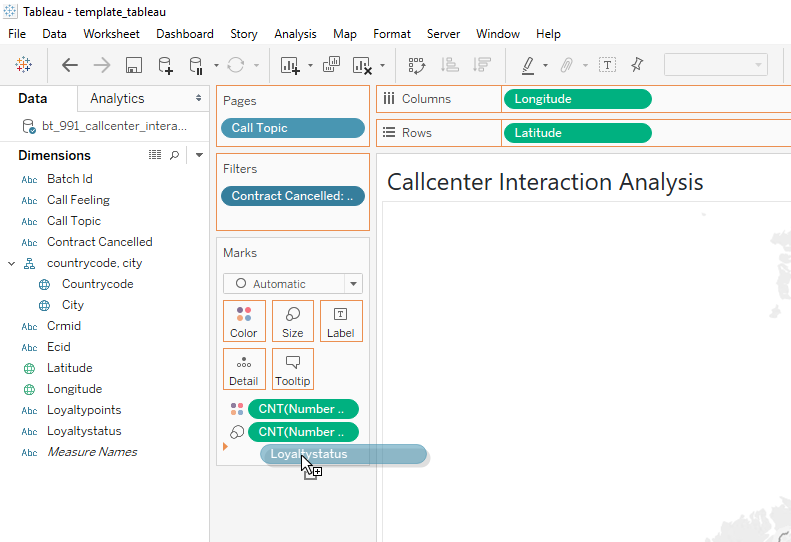 Tableau - template_tableau
File Data Worksheet Dashboard Story Analysis Map Format Server Window Help
Data Analytics
bt_991_callcenter_intera...
Dimensions
Abc Batch Id
Abc Call Feeling
Abc Call Topic
Abc Contract Cancelled
countrycode, city
Countrycode
City
Abc Crmid
Abc Ecid
Latitude
Longitude
Abc Loyaltypoints
Abc Loyaltystatus
Abc Measure Names
Pages
Call Topic
Filters
Contract Cancelled: ..
Marks
Automatic
Color Size Label
Detail Tooltip
CNT(Number ..
CNT(Number ..
Loyaltystatus
Columns Longitude
Rows Latitude
Callcenter Interaction Analysis